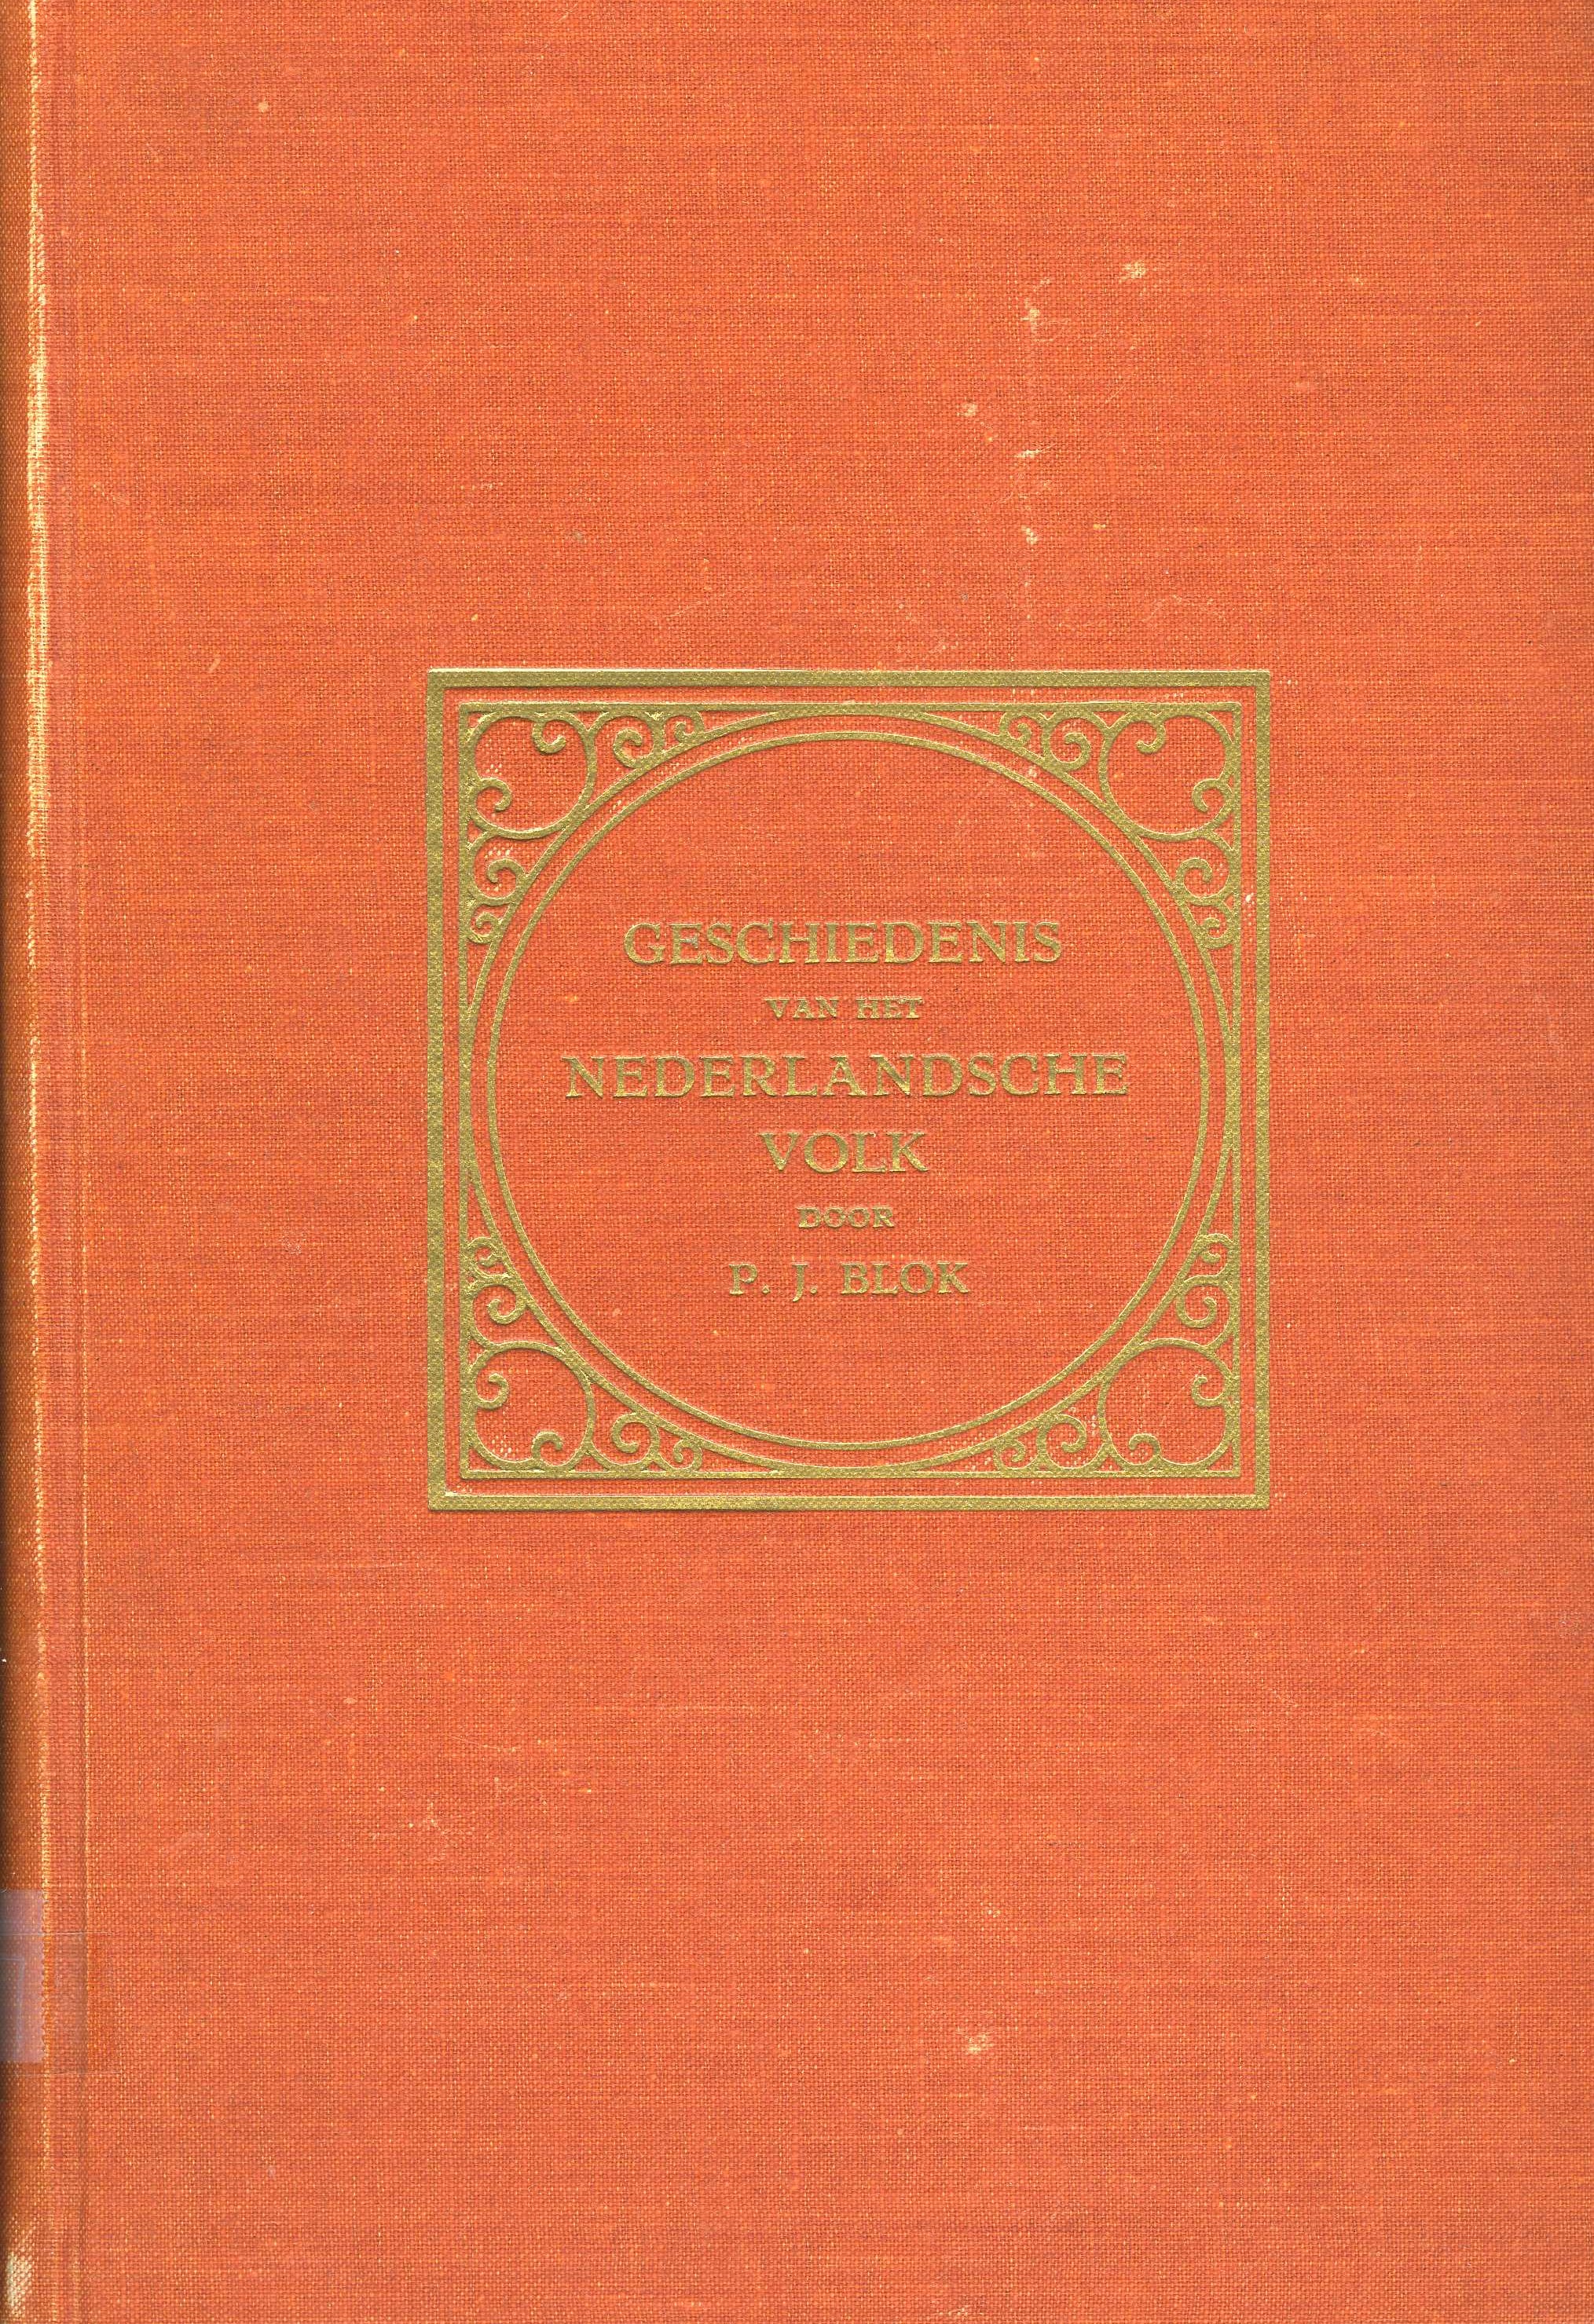 GESCHIEDENIS
VAN HET
NEDERLANDSCHE
VOLK
DOOR
P. J. BLOK